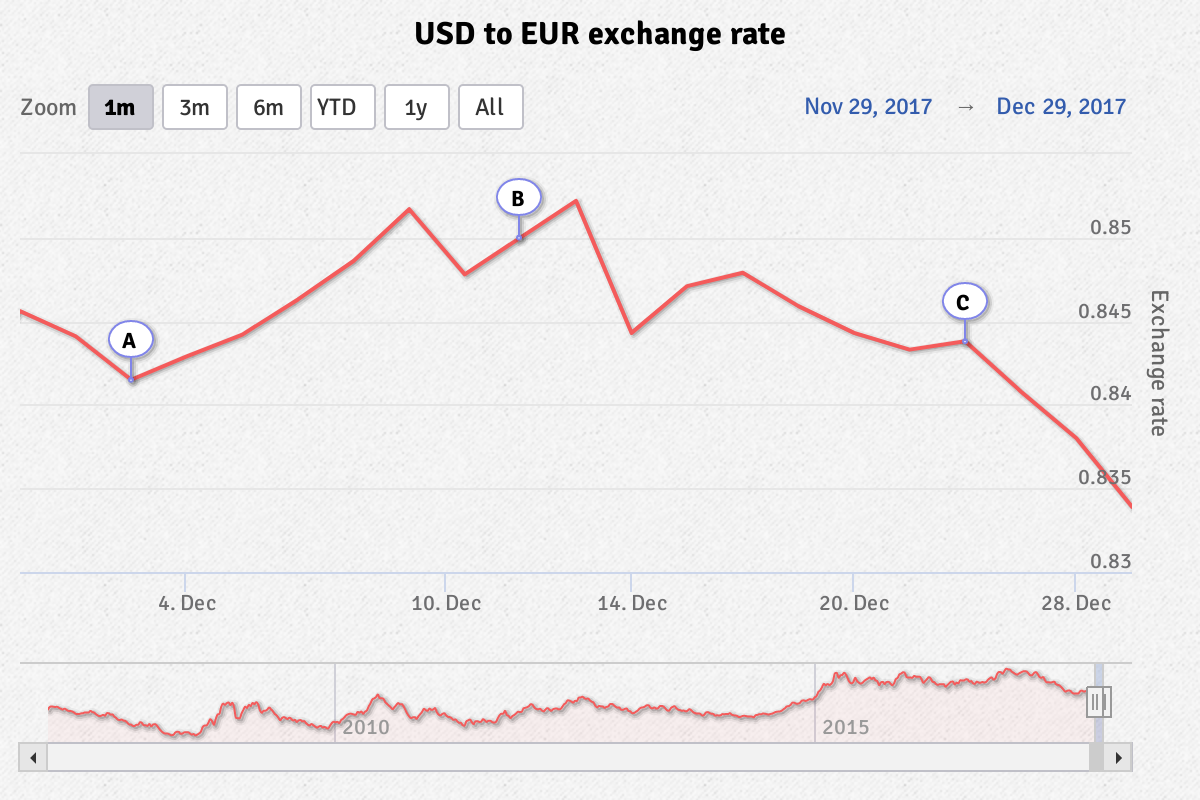 USD to EUR exchange rate
Zoom 1m 3m 6m YTD 1y All Nov 29, 2017 → Dec 29, 2017
B
0.85
C
0.845
A
Exchange rate
0.84
0.835
0.83
4. Dec 10. Dec 14. Dec 20. Dec 28. Dec
2010 2015